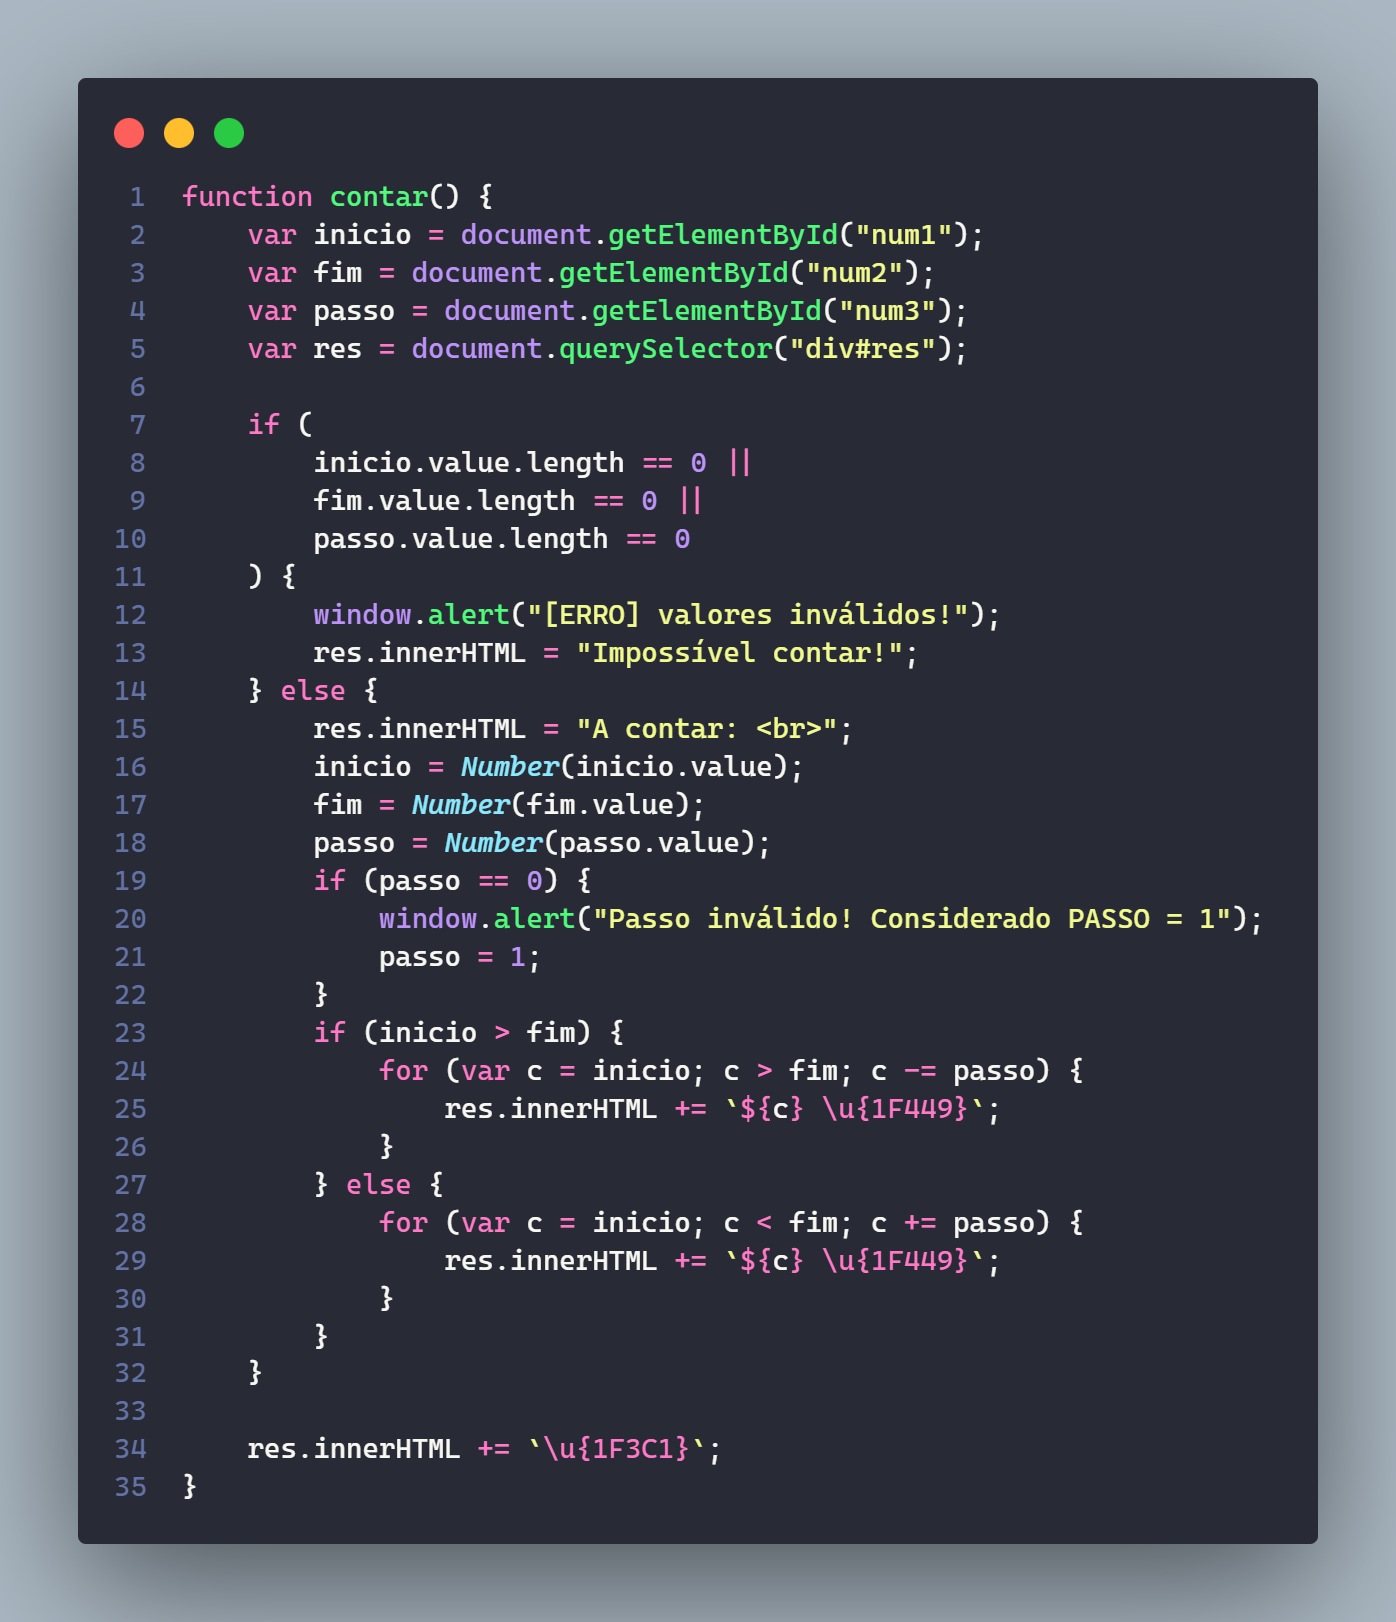 1 function contar() {
2     var inicio = document.getElementById("num1");
3     var fim = document.getElementById("num2");
4     var passo = document.getElementById("num3");
5     var res = document.querySelector("div#res");
6
7     if (
8         inicio.value.length == 0 ||
9         fim.value.length == 0 ||
10         passo.value.length == 0
11     ) {
12         window.alert("[ERRO] valores inválidos!");
13         res.innerHTML = "Impossível contar!";
14     } else {
15         res.innerHTML = "A contar: <br>";
16         inicio = Number(inicio.value);
17         fim = Number(fim.value);
18         passo = Number(passo.value);
19         if (passo == 0) {
20             window.alert("Passo inválido! Considerado PASSO = 1");
21             passo = 1;
22         }
23         if (inicio > fim) {
24             for (var c = inicio; c > fim; c -= passo) {
25                 res.innerHTML += `${c} \u{1F449}`;
26             }
27         } else {
28             for (var c = inicio; c < fim; c += passo) {
29                 res.innerHTML += `${c} \u{1F449}`;
30             }
31         }
32     }
33
34     res.innerHTML += `\u{1F3C1}`;
35 }